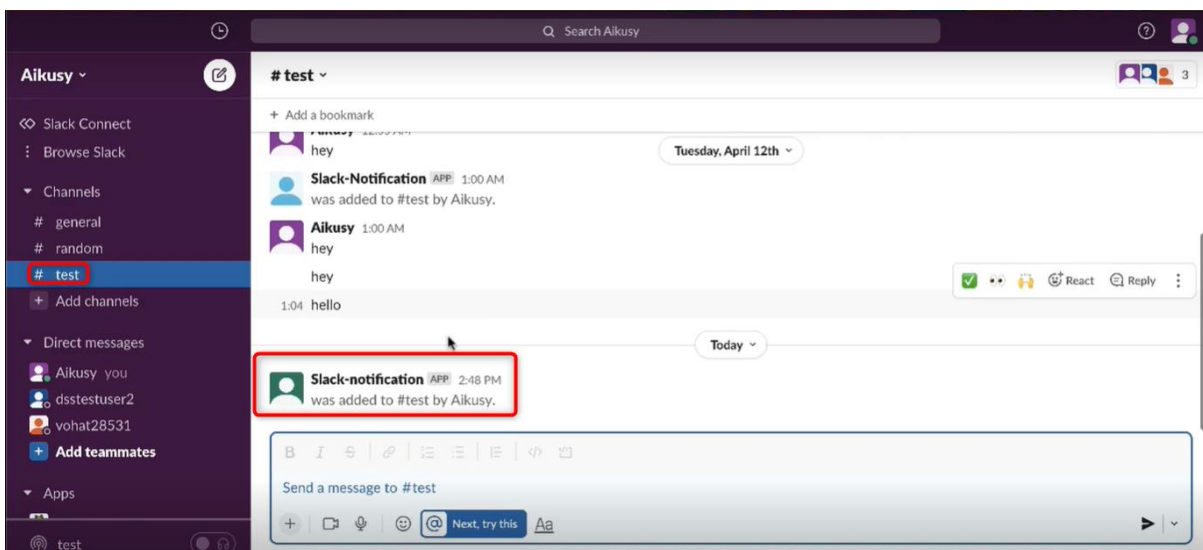 Search Aikusy
Aikusy
# test
3
+ Add a bookmark
Slack Connect
Browse Slack
Channels
# general
# random
# test
+ Add channels
Direct messages
Aikusy you
dsstestuser2
vohat28531
+ Add teammates
Apps
test
Aikusy
hey
Tuesday, April 12th
Slack-Notification APP 1:00 AM
was added to #test by Aikusy.
Aikusy 1:00 AM
hey
hey
React Reply
1:04 hello
Today
Slack-notification APP 2:48 PM
was added to #test by Aikusy.
B I S
Send a message to #test
+ @ Next, try this Aa